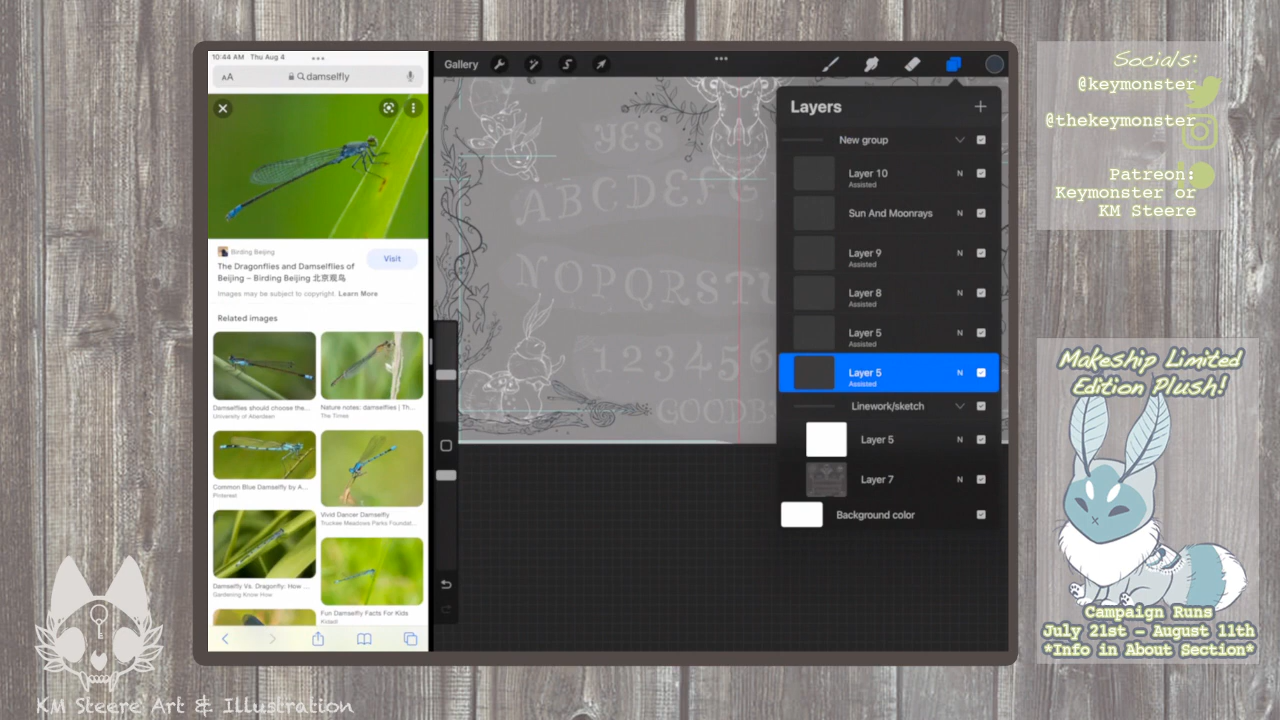 10:44 AM Thu Aug 4
AA
damselfly
Birding Beijing
Visit
The Dragonflies and Damselflies of
Beijing – Birding Beijing 北京观鸟
Images may be subject to copyright. Learn More
Related images
Damselflies should choose the...
University of Aberdeen
Nature notes: damselflies | Th...
The Times
Common Blue Damselfly by A...
Pinterest
Vivid Dancer Damselfly
Truckee Meadows Parks Foundat...
Damselfly Vs. Dragonfly: How ...
Gardening Know How
Fun Damselfly Facts For Kids
Kidadl
Gallery
YES
ABCDEFG
NOPQRSTU
123456
GOODB
Layers
New group
Layer 10
N
Assisted
Sun And Moonrays
N
Layer 9
N
Assisted
Layer 8
N
Assisted
Layer 5
N
Assisted
Layer 5
N
Assisted
Linework/sketch
Layer 5
N
Layer 7
N
Background color
Socials:
@keymonster
@thekeymonster
Patreon:
Keymonster or
KM Steere
Makeship Limited
Edition Plush!
Campaign Runs
July 21st – August 11th
*Info in About Section*
KM Steere Art & Illustration